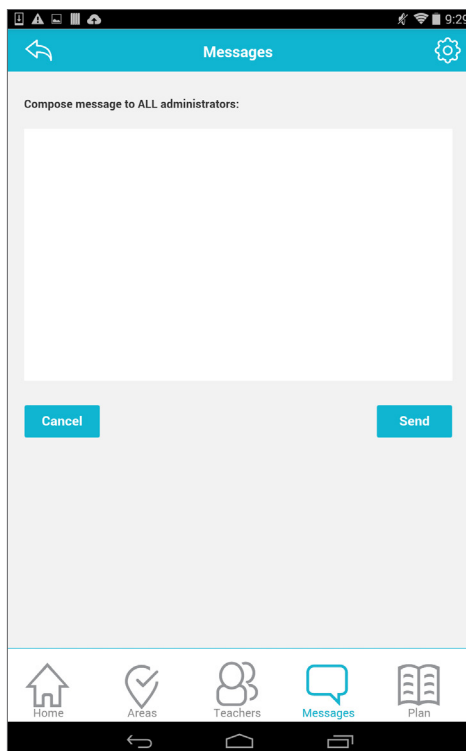 9:29
Messages
Compose message to ALL administrators:
Cancel
Send
Home
Areas
Teachers
Messages
Plan